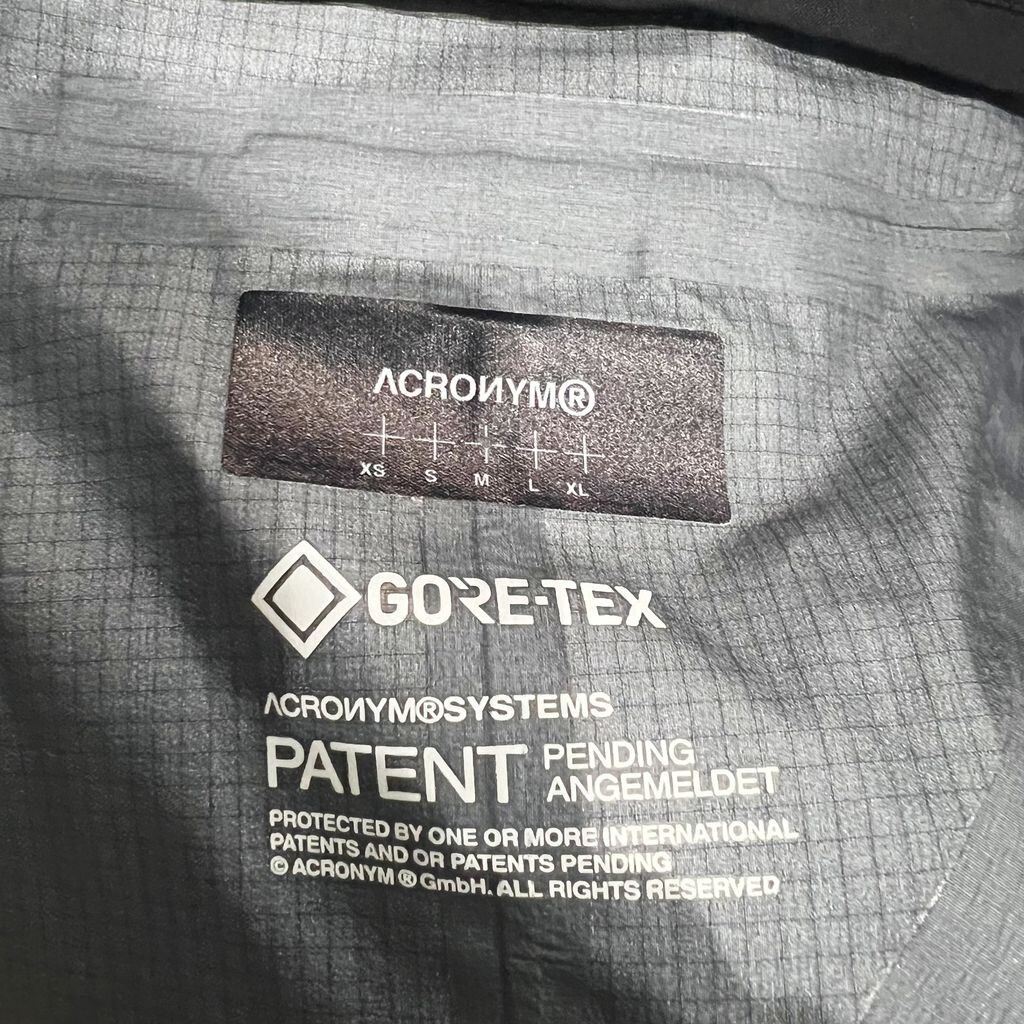 ACRONYM®
XS S M L XL
GORE-TEX
ACRONYM®SYSTEMS
PATENT PENDING
ANGEMELDET
PROTECTED BY ONE OR MORE INTERNATIONAL
PATENTS AND OR PATENTS PENDING
© ACRONYM® GmbH. ALL RIGHTS RESERVED